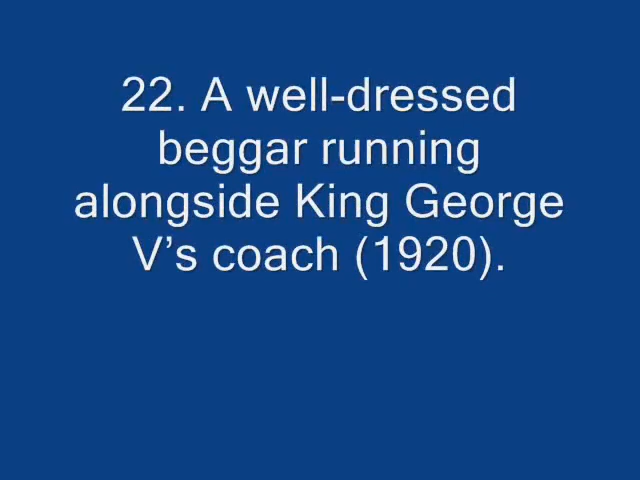 22. A well-dressed
beggar running
alongside King George
V’s coach (1920).